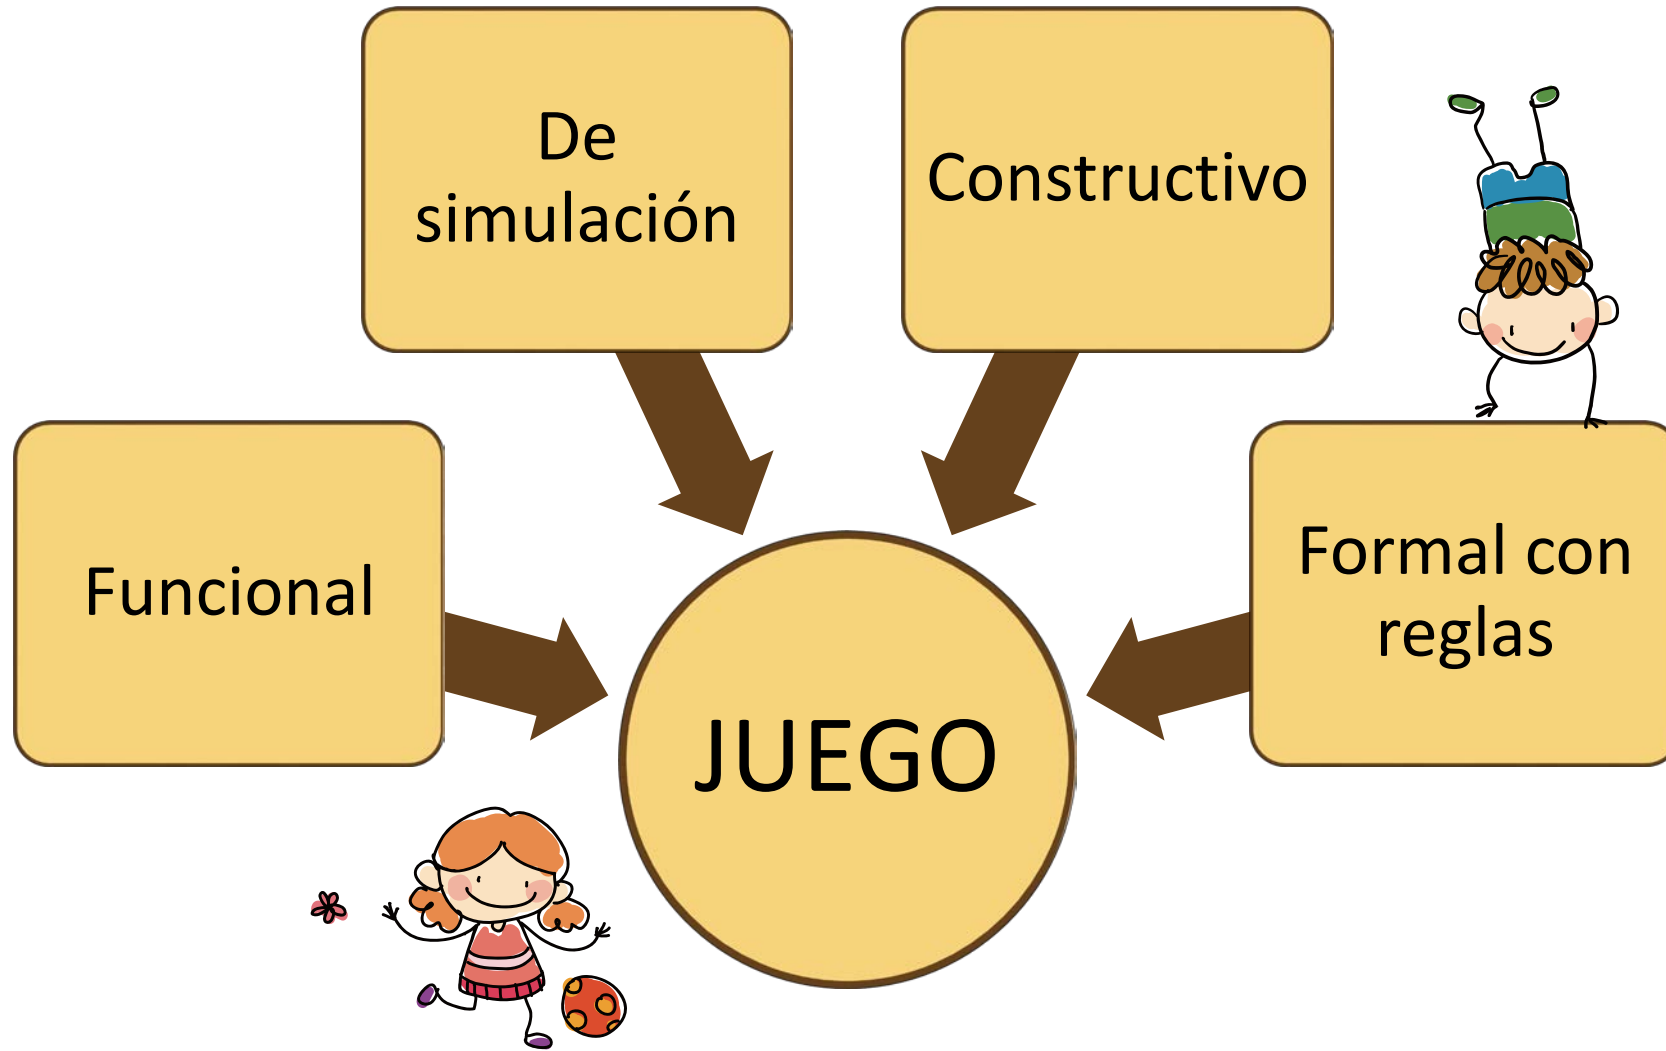 De
simulación
Constructivo
Funcional
Formal con
reglas
JUEGO